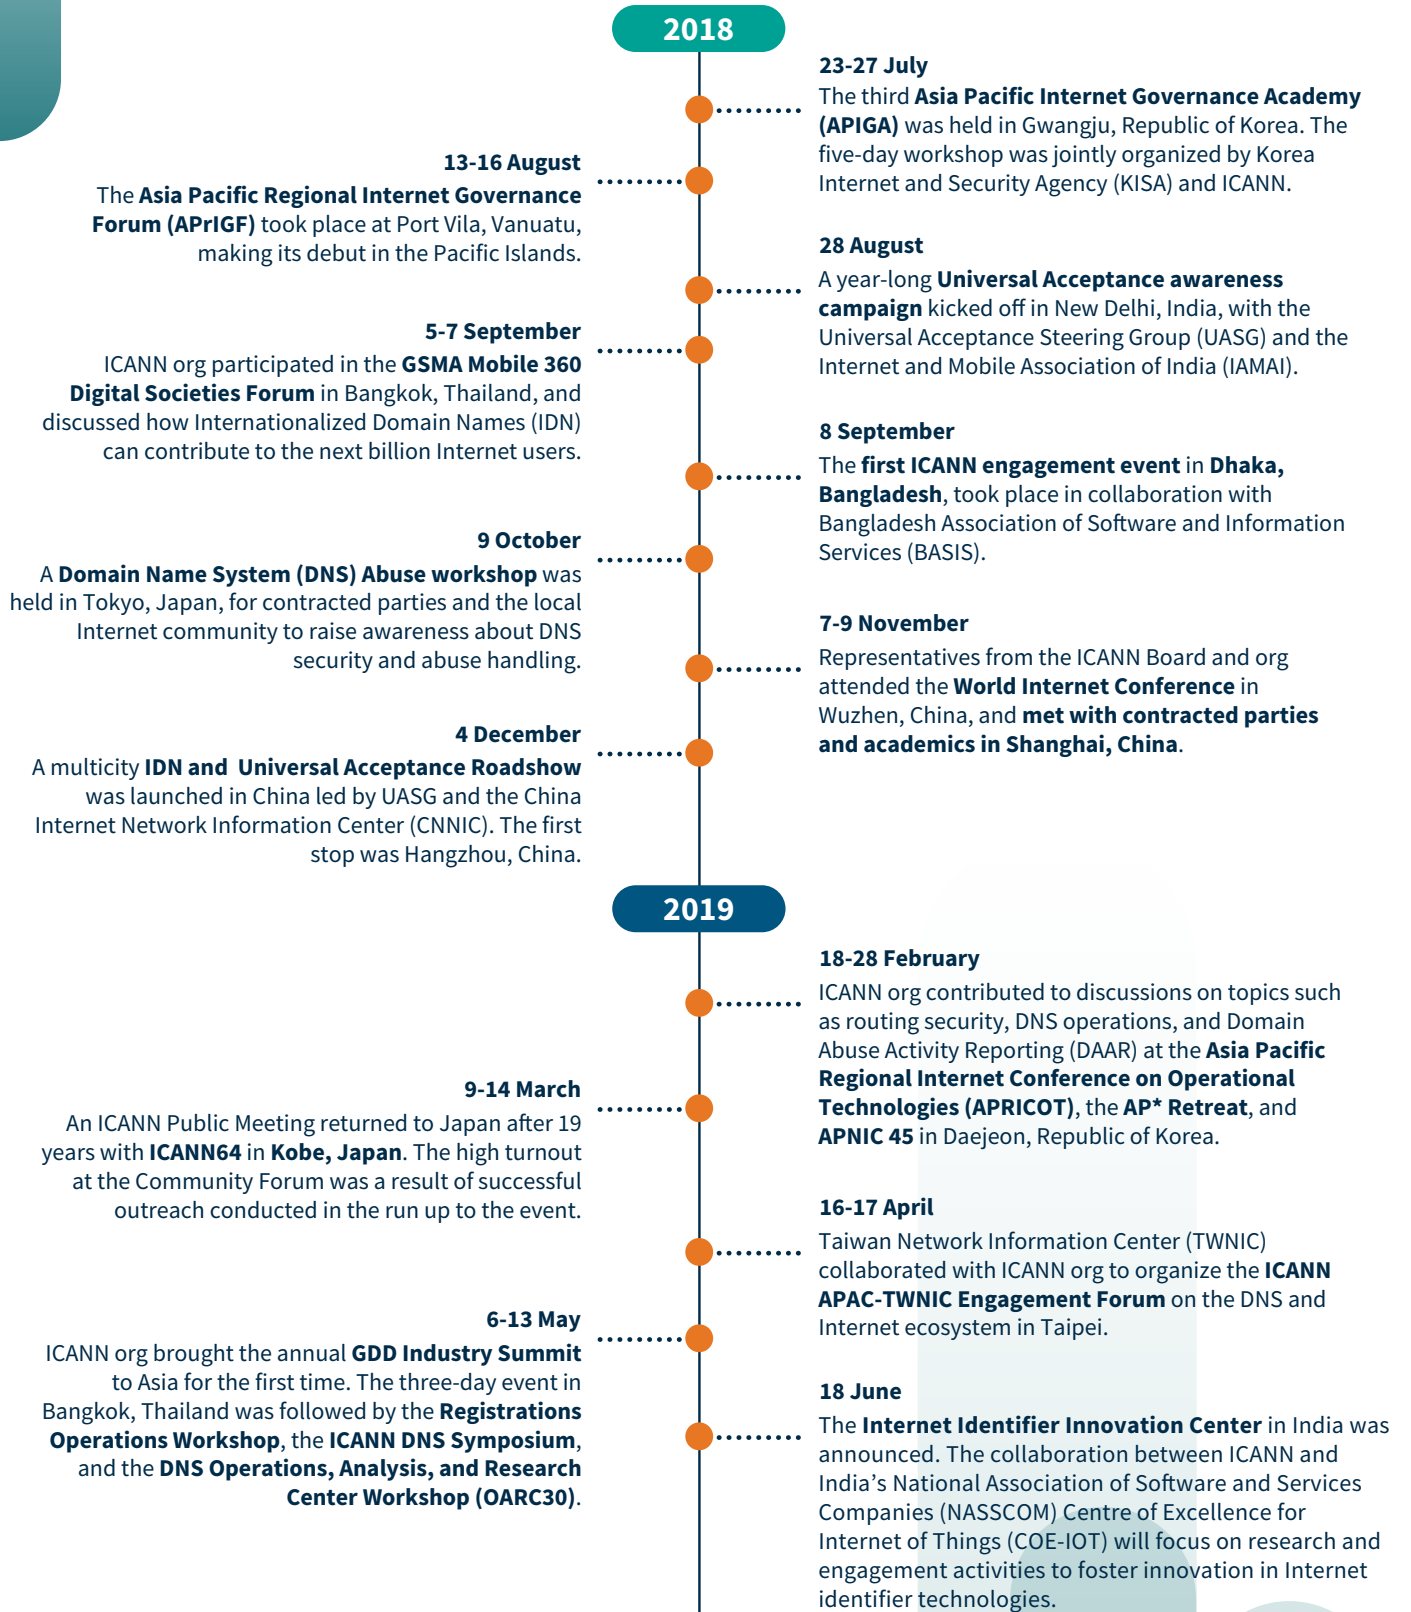 2018
23-27 July
The third Asia Pacific Internet Governance Academy
(APIGA) was held in Gwangju, Republic of Korea. The
five-day workshop was jointly organized by Korea
Internet and Security Agency (KISA) and ICANN.
13-16 August
The Asia Pacific Regional Internet Governance
Forum (APrIGF) took place at Port Vila, Vanuatu,
making its debut in the Pacific Islands.
28 August
A year-long Universal Acceptance awareness
campaign kicked off in New Delhi, India, with the
Universal Acceptance Steering Group (UASG) and the
Internet and Mobile Association of India (IAMAI).
5-7 September
ICANN org participated in the GSMA Mobile 360
Digital Societies Forum in Bangkok, Thailand, and
discussed how Internationalized Domain Names (IDN)
can contribute to the next billion Internet users.
8 September
The first ICANN engagement event in Dhaka,
Bangladesh, took place in collaboration with
Bangladesh Association of Software and Information
Services (BASIS).
9 October
A Domain Name System (DNS) Abuse workshop was
held in Tokyo, Japan, for contracted parties and the local
Internet community to raise awareness about DNS
security and abuse handling.
7-9 November
Representatives from the ICANN Board and org
attended the World Internet Conference in
Wuzhen, China, and met with contracted parties
and academics in Shanghai, China.
4 December
A multicity IDN and  Universal Acceptance Roadshow
was launched in China led by UASG and the China
Internet Network Information Center (CNNIC). The first
stop was Hangzhou, China.
2019
18-28 February
ICANN org contributed to discussions on topics such
as routing security, DNS operations, and Domain
Abuse Activity Reporting (DAAR) at the Asia Pacific
Regional Internet Conference on Operational
Technologies (APRICOT), the AP* Retreat, and
APNIC 45 in Daejeon, Republic of Korea.
9-14 March
An ICANN Public Meeting returned to Japan after 19
years with ICANN64 in Kobe, Japan. The high turnout
at the Community Forum was a result of successful
outreach conducted in the run up to the event.
16-17 April
Taiwan Network Information Center (TWNIC)
collaborated with ICANN org to organize the ICANN
APAC-TWNIC Engagement Forum on the DNS and
Internet ecosystem in Taipei.
6-13 May
ICANN org brought the annual GDD Industry Summit
to Asia for the first time. The three-day event in
Bangkok, Thailand was followed by the Registrations
Operations Workshop, the ICANN DNS Symposium,
and the DNS Operations, Analysis, and Research
Center Workshop (OARC30).
18 June
The Internet Identifier Innovation Center in India was
announced. The collaboration between ICANN and
India’s National Association of Software and Services
Companies (NASSCOM) Centre of Excellence for
Internet of Things (COE-IOT) will focus on research and
engagement activities to foster innovation in Internet
identifier technologies.